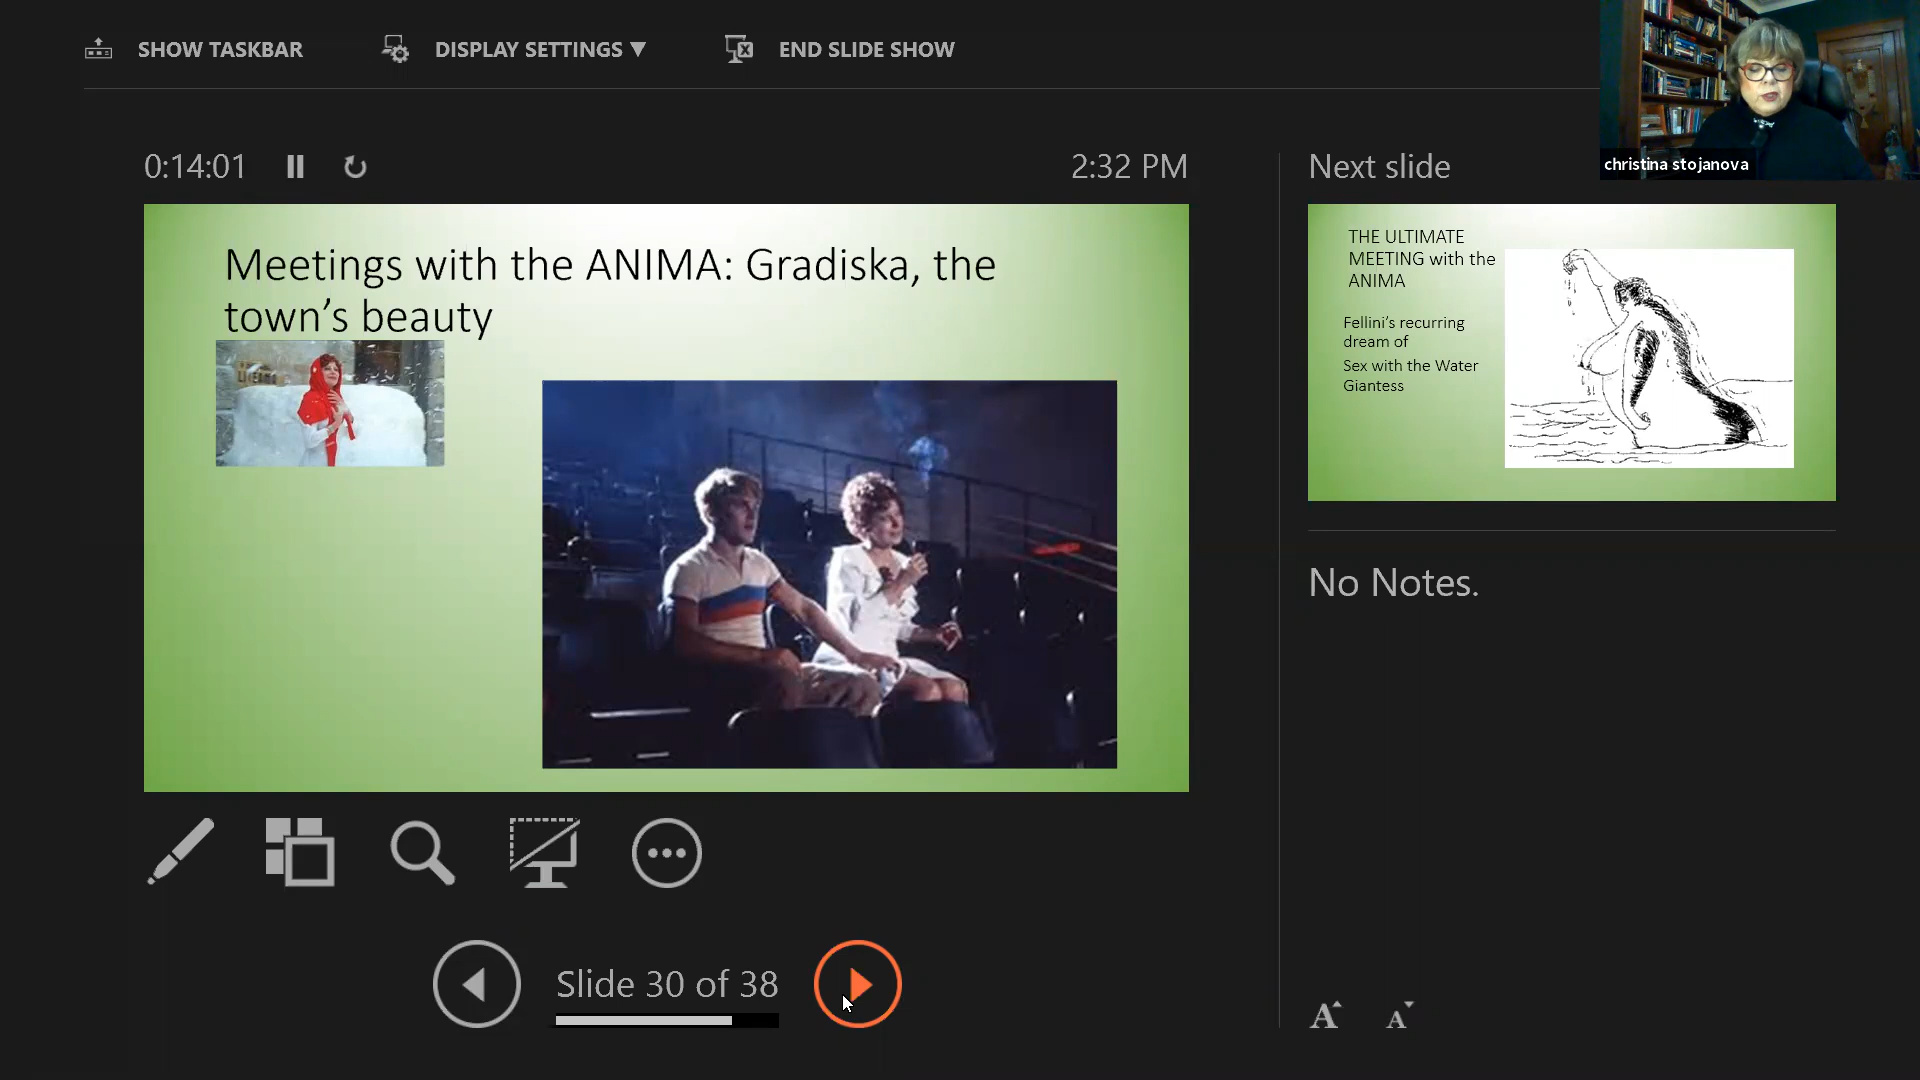 SHOW TASKBAR
DISPLAY SETTINGS ▼
END SLIDE SHOW
christina stojanova
0:14:01
2:32 PM
Next slide
Meetings with the ANIMA: Gradiska, the
town's beauty
THE ULTIMATE
MEETING with the
ANIMA
Fellini's recurring
dream of
Sex with the Water
Giantess
No Notes.
Slide 30 of 38
A A